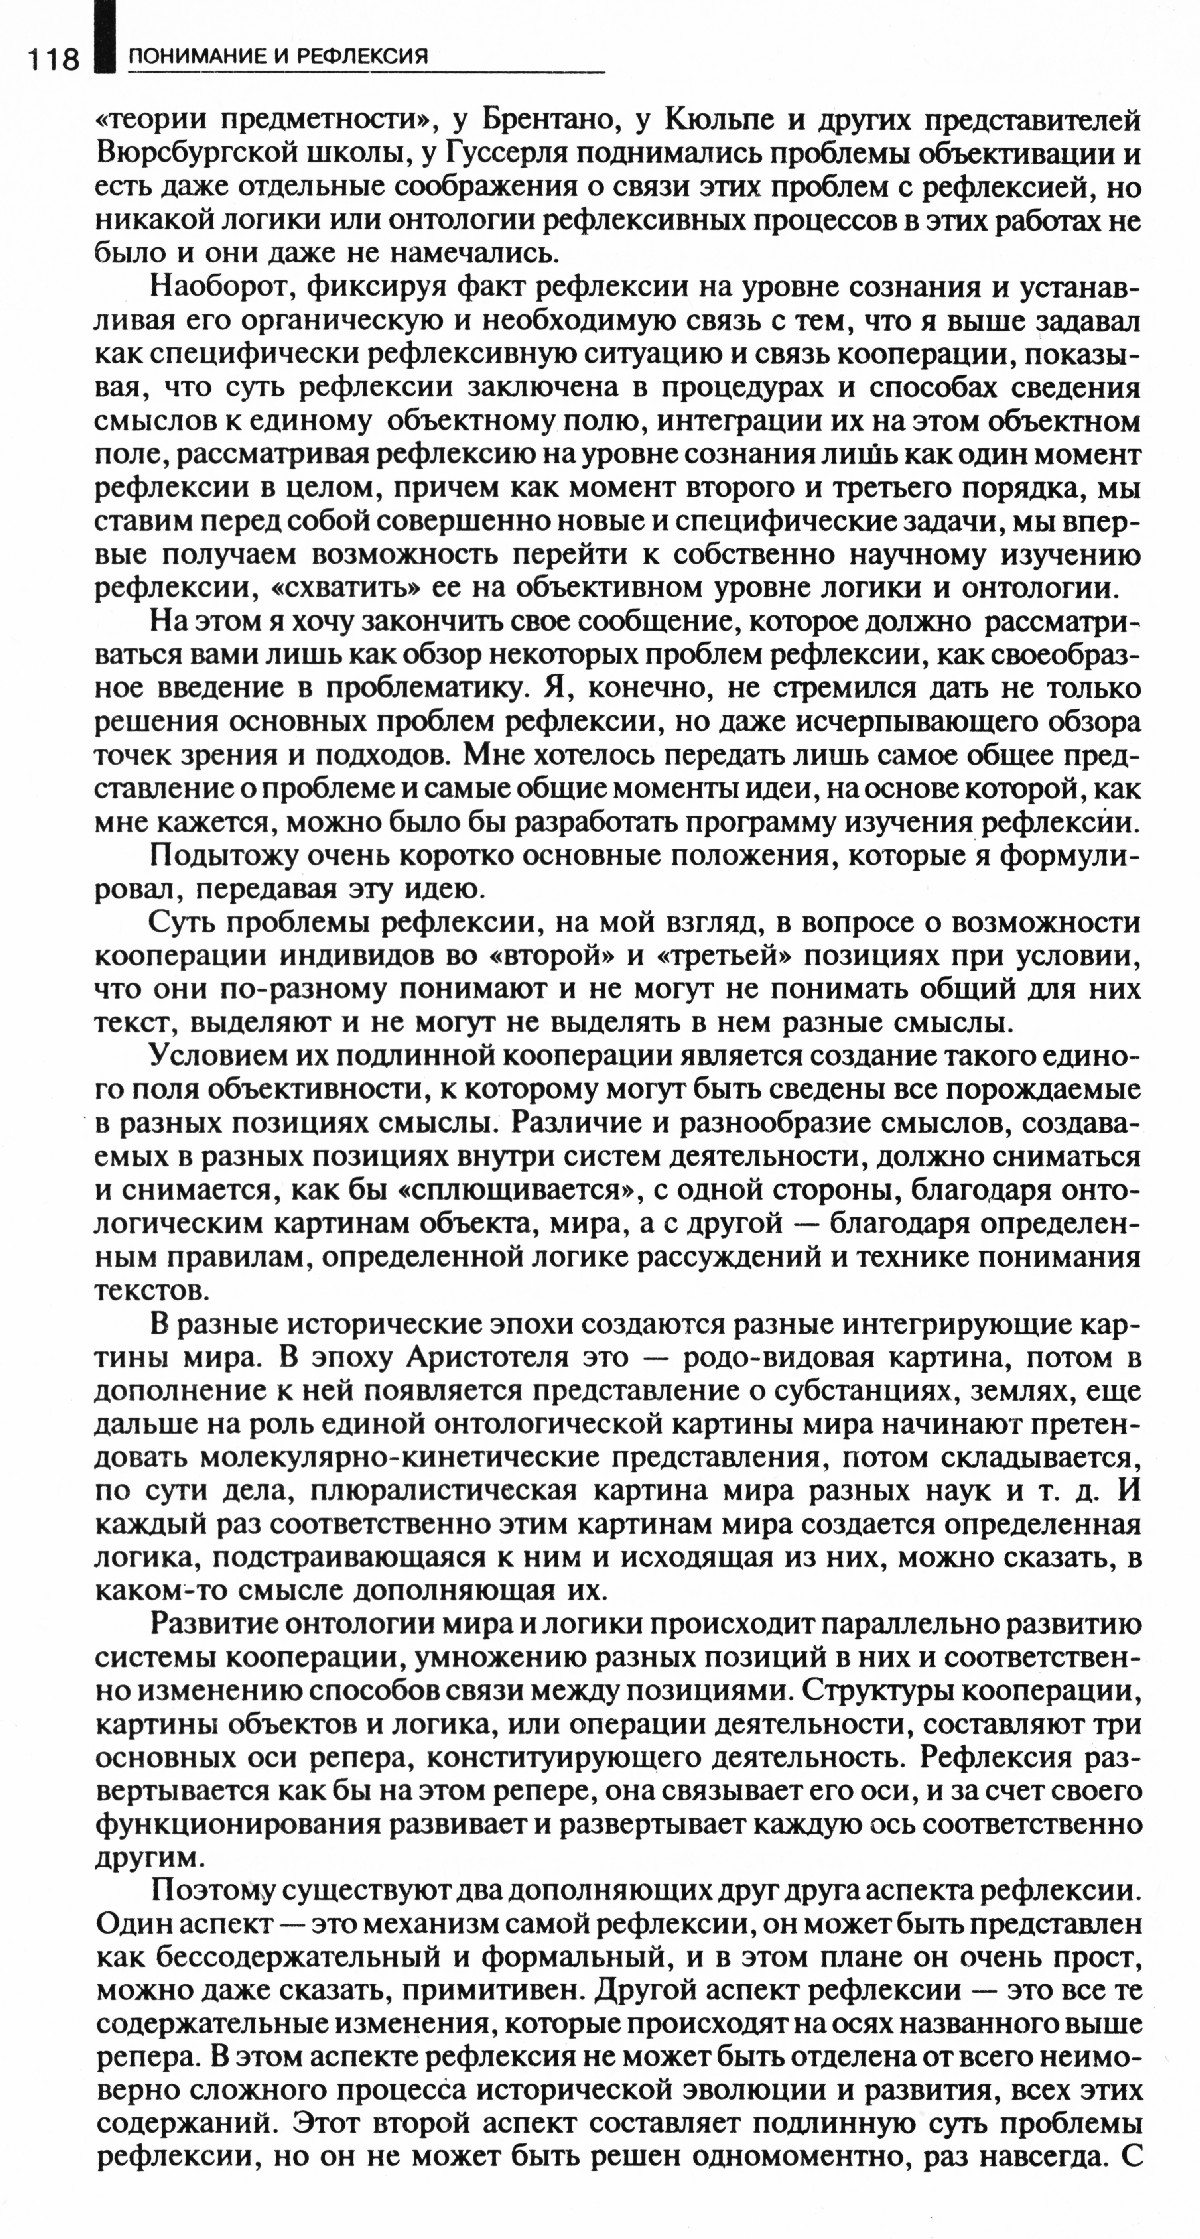 118 ПОНИМАНИЕ И РЕФЛЕКСИЯ
«теории предметности», у Брентано, у Кюльпе и других представителей
Вюрсбургской школы, у Гуссерля поднимались проблемы объективации и
есть даже отдельные соображения о связи этих проблем с рефлексией, но
никакой логики или онтологии рефлексивных процессов в этих работах не
было и они даже не намечались.
Наоборот, фиксируя факт рефлексии на уровне сознания и устанав-
ливая его органическую и необходимую связь с тем, что я выше задавал
как специфически рефлексивную ситуацию и связь кооперации, показы-
вая, что суть рефлексии заключена в процедурах и способах сведения
смыслов к единому объектному полю, интеграции их на этом объектном
поле, рассматривая рефлексию на уровне сознания лишь как один момент
рефлексии в целом, причем как момент второго и третьего порядка, мы
ставим перед собой совершенно новые и специфические задачи, мы впер-
вые получаем возможность перейти к собственно научному изучению
рефлексии, «схватить» ее на объективном уровне логики и онтологии.
На этом я хочу закончить свое сообщение, которое должно рассматри-
ваться вами лишь как обзор некоторых проблем рефлексии, как своеобраз-
ное введение в проблематику. Я, конечно, не стремился дать не только
решения основных проблем рефлексии, но даже исчерпывающего обзора
точек зрения и подходов. Мне хотелось передать лишь самое общее пред-
ставление о проблеме и самые общие моменты идеи, на основе которой, как
мне кажется, можно было бы разработать программу изучения рефлексии.
Подытожу очень коротко основные положения, которые я формули-
ровал, передавая эту идею.
Суть проблемы рефлексии, на мой взгляд, в вопросе о возможности
кооперации индивидов во «второй» и «третьей» позициях при условии,
что они по-разному понимают и не могут не понимать общий для них
текст, выделяют и не могут не выделять в нем разные смыслы.
Условием их подлинной кооперации является создание такого едино-
го поля объективности, к которому могут быть сведены все порождаемые
в разных позициях смыслы. Различие и разнообразие смыслов, создава-
емых в разных позициях внутри систем деятельности, должно сниматься
и снимается, как бы «сплющивается», с одной стороны, благодаря онто-
логическим картинам объекта, мира, а с другой — благодаря определен-
ным правилам, определенной логике рассуждений и технике понимания
текстов.
В разные исторические эпохи создаются разные интегрирующие кар-
тины мира. В эпоху Аристотеля это — родо-видовая картина, потом в
дополнение к ней появляется представление о субстанциях, землях, еще
дальше на роль единой онтологической картины мира начинают претен-
довать молекулярно-кинетические представления, потом складывается,
по сути дела, плюралистическая картина мира разных наук и т. д. И
каждый раз соответственно этим картинам мира создается определенная
логика, подстраивающаяся к ним и исходящая из них, можно сказать, в
каком-то смысле дополняющая их.
Развитие онтологии мира и логики происходит параллельно развитию
системы кооперации, умножению разных позиций в них и соответствен-
но изменению способов связи между позициями. Структуры кооперации,
картины объектов и логика, или операции деятельности, составляют три
основных оси репера, конституирующего деятельность. Рефлексия раз-
вертывается как бы на этом репере, она связывает его оси, и за счет своего
функционирования развивает и развертывает каждую ось соответственно
другим.
Поэтому существуют два дополняющих друг друга аспекта рефлексии.
Один аспект — это механизм самой рефлексии, он может быть представлен
как бессодержательный и формальный, и в этом плане он очень прост,
можно даже сказать, примитивен. Другой аспект рефлексии — это все те
содержательные изменения, которые происходят на осях названного выше
репера. В этом аспекте рефлексия не может быть отделена от всего неимо-
верно сложного процесса исторической эволюции и развития, всех этих
содержаний. Этот второй аспект составляет подлинную суть проблемы
рефлексии, но он не может быть решен одномоментно, раз навсегда. С